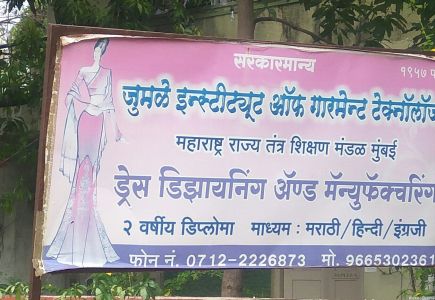 सरकारमान्य
१९५७ प
जुमळे इन्स्टीट्यूट ऑफ गारमेन्ट टेक्नॉलॉज
महाराष्ट्र राज्य तंत्र शिक्षण मंडळ मुंबई
ड्रेस डिझायनिंग अ‍ॅण्ड मॅन्युफॅक्चरिंग
२ वर्षीय डिप्लोमा माध्यम : मराठी/हिन्दी/इंग्रजी
फोन नं. 0712-2226873 मो. 9665302361